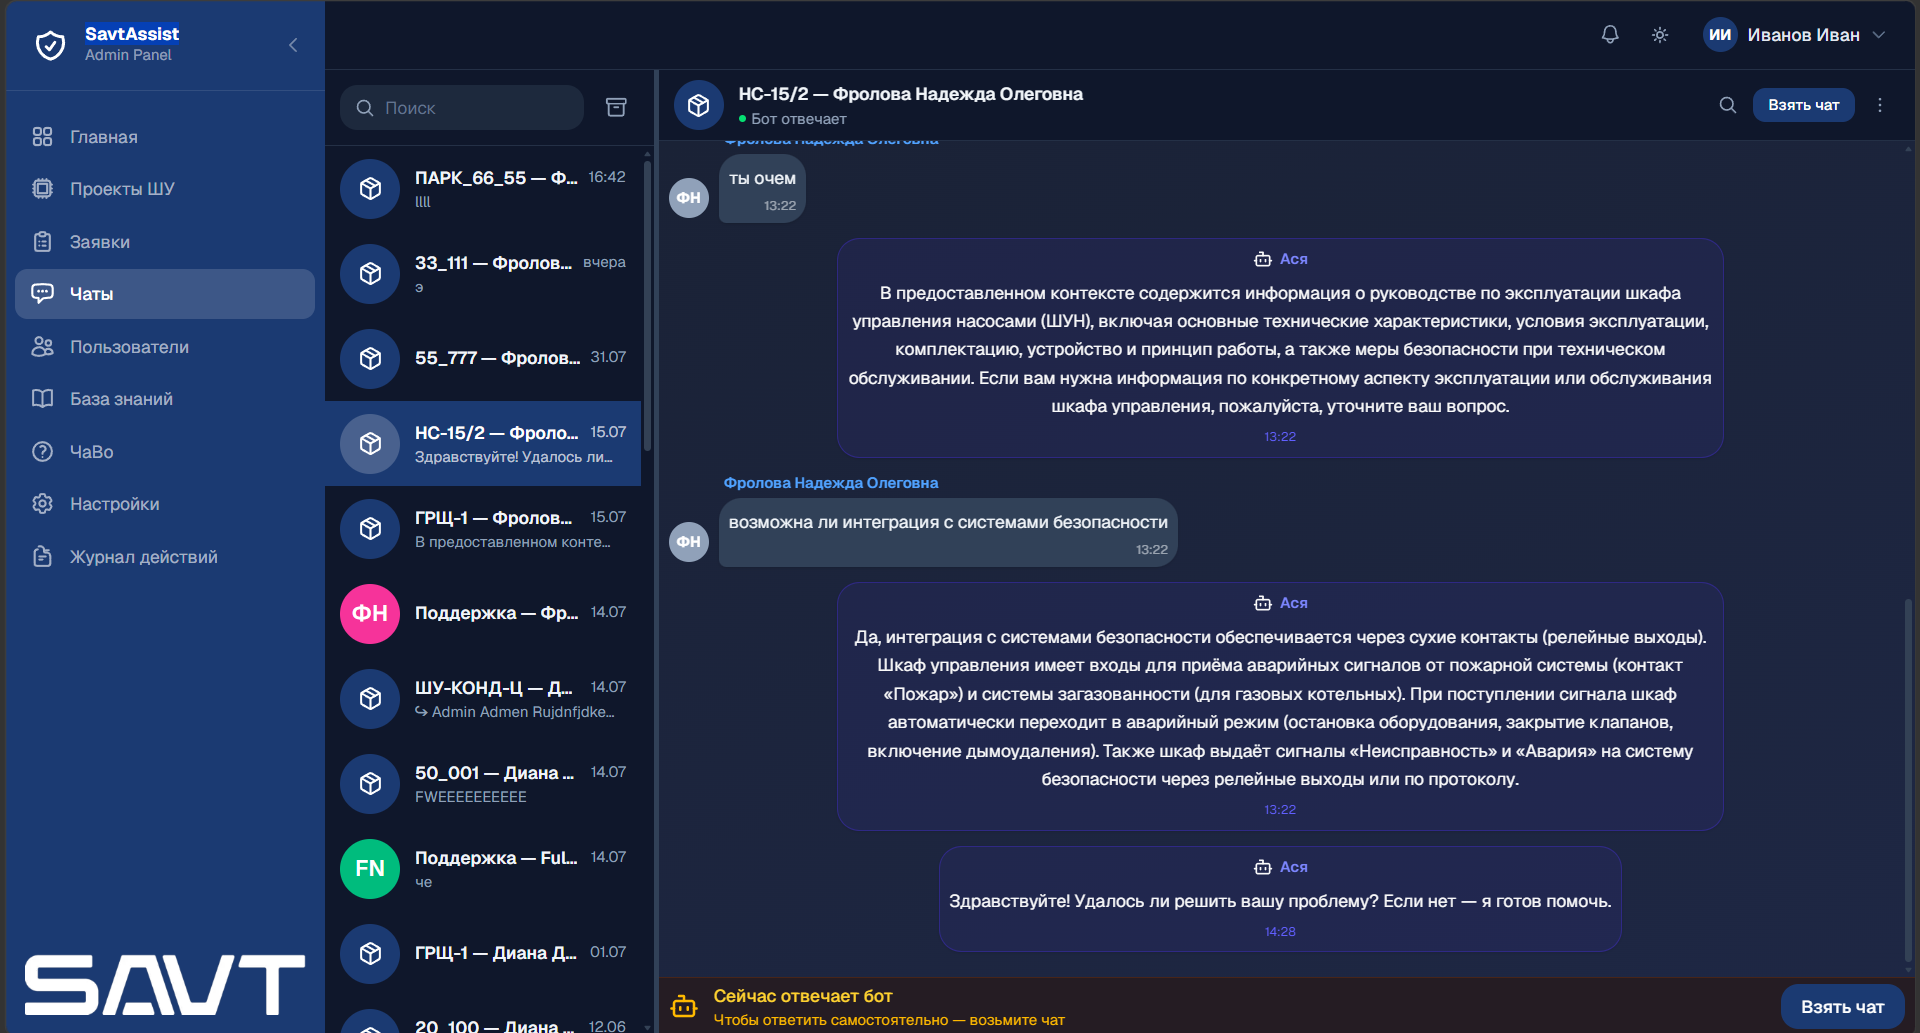 SavtAssist
Admin Panel
Главная
Проекты ШУ
Заявки
Чаты
Пользователи
База знаний
ЧаВо
Настройки
Журнал действий
SAVT
ИИ Иванов Иван
Поиск
ПАРК_66_55 — Ф... 16:42
llll
33_111 — Фролов... вчера
э
55_777 — Фролов... 31.07
НС-15/2 — Фроло... 15.07
Здравствуйте! Удалось ли...
ГРЩ-1 — Фролов... 15.07
В предоставленном конте...
ФН Поддержка — Фр... 14.07
ШУ-КОНД-Ц — Д... 14.07
Admin Admen Rujdnfjdke...
50_001 — Диана ... 14.07
FWEEEEEEEEEE
FN Поддержка — Ful... 14.07
че
ГРЩ-1 — Диана Д... 01.07
20_100 — Диана ... 12.06
НС-15/2 — Фролова Надежда Олеговна
Бот отвечает
Взять чат
Фролова Надежда Олеговна
ФН ты очем
13:22
Ася
В предоставленном контексте содержится информация о руководстве по эксплуатации шкафа
управления насосами (ШУН), включая основные технические характеристики, условия эксплуатации,
комплектацию, устройство и принцип работы, а также меры безопасности при техническом
обслуживании. Если вам нужна информация по конкретному аспекту эксплуатации или обслуживания
шкафа управления, пожалуйста, уточните ваш вопрос.
13:22
Фролова Надежда Олеговна
ФН возможна ли интеграция с системами безопасности
13:22
Ася
Да, интеграция с системами безопасности обеспечивается через сухие контакты (релейные выходы).
Шкаф управления имеет входы для приёма аварийных сигналов от пожарной системы (контакт
«Пожар») и системы загазованности (для газовых котельных). При поступлении сигнала шкаф
автоматически переходит в аварийный режим (остановка оборудования, закрытие клапанов,
включение дымоудаления). Также шкаф выдаёт сигналы «Неисправность» и «Авария» на систему
безопасности через релейные выходы или по протоколу.
13:22
Ася
Здравствуйте! Удалось ли решить вашу проблему? Если нет — я готов помочь.
14:28
Сейчас отвечает бот
Чтобы ответить самостоятельно — возьмите чат
Взять чат